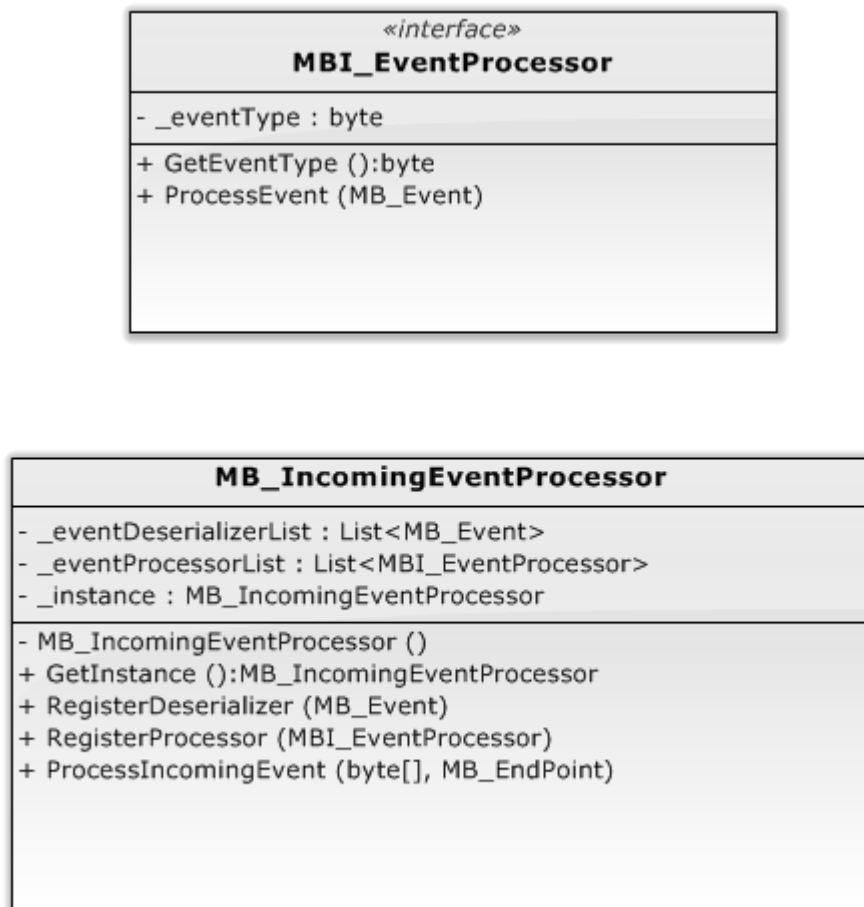 «interface»
MBI_EventProcessor
- _eventType : byte
+ GetEventType ():byte
+ ProcessEvent (MB_Event)
MB_IncomingEventProcessor
- _eventDeserializerList : List<MB_Event>
- _eventProcessorList : List<MBI_EventProcessor>
- _instance : MB_IncomingEventProcessor
- MB_IncomingEventProcessor ()
+ GetInstance ():MB_IncomingEventProcessor
+ RegisterDeserializer (MB_Event)
+ RegisterProcessor (MBI_EventProcessor)
+ ProcessIncomingEvent (byte[], MB_EndPoint)